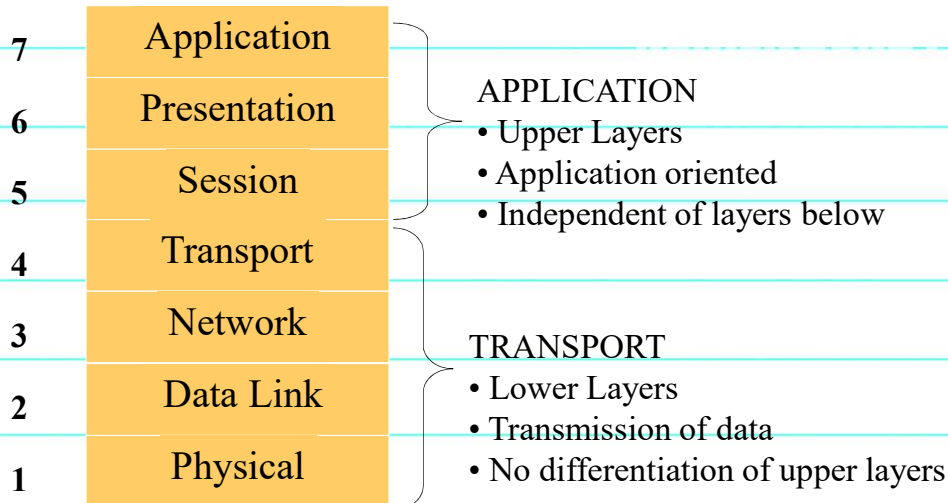 7 Application
6 Presentation
5 Session
4 Transport
3 Network
2 Data Link
1 Physical
APPLICATION
• Upper Layers
• Application oriented
• Independent of layers below
TRANSPORT
• Lower Layers
• Transmission of data
• No differentiation of upper layers